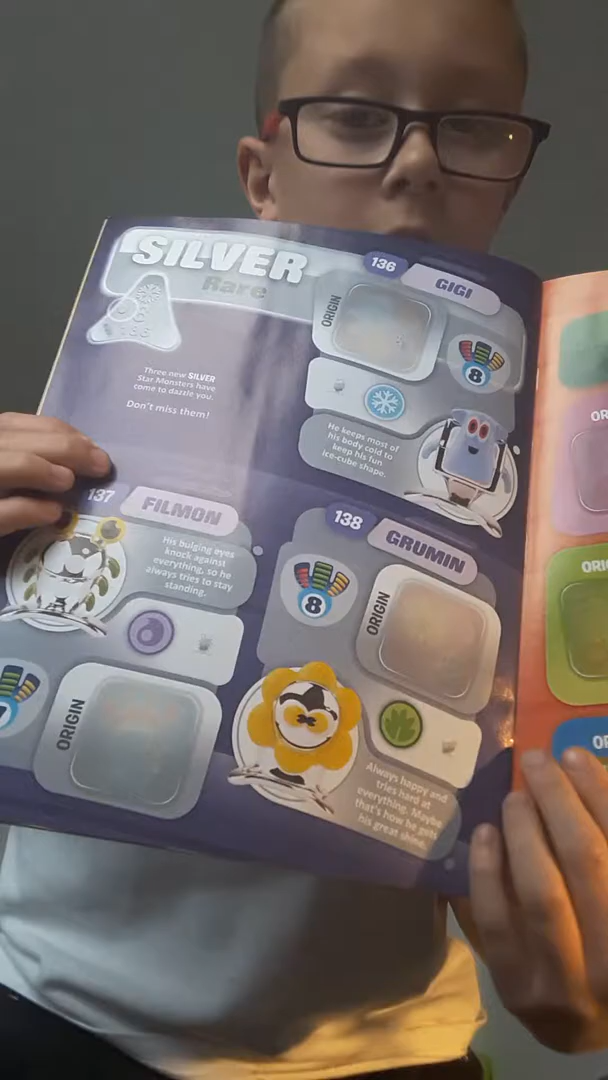 SILVER
Rare
Three new SILVER
Star Monsters have
come to dazzle you.
Don't miss them!
136
GIGI
ORIGIN
8
He keeps most of
his body cold to
keep his fun
ice-cube shape.
137
FILMON
His bulging eyes
knock against
everything, so he
always tries to stay
standing.
ORIGIN
138
GRUMIN
8
ORIGIN
Always happy and
tries hard at
everything. Maybe
that's how he gets
his great shine.
OR
ORI
OR